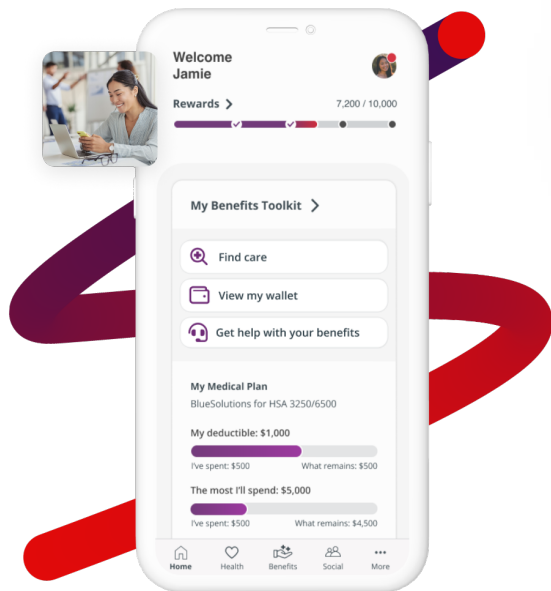 Welcome
Jamie
Rewards
7,200 / 10,000
My Benefits Toolkit
Find care
View my wallet
Get help with your benefits
My Medical Plan
BlueSolutions for HSA 3250/6500
My deductible: $1,000
I've spent: $500 What remains: $500
The most I'll spend: $5,000
I've spent: $500 What remains: $4,500
Home Health Benefits Social More